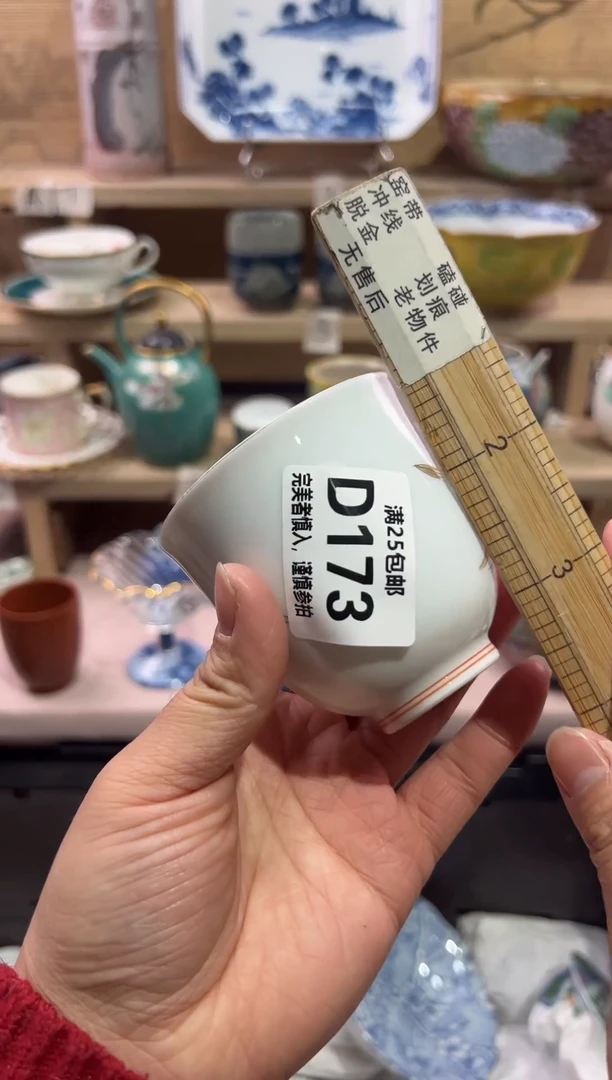 窑带
冲线
脱金
无售后
磕碰
划痕
老物件
2
3
满25包邮
D173
完美者慎入，谨慎参拍